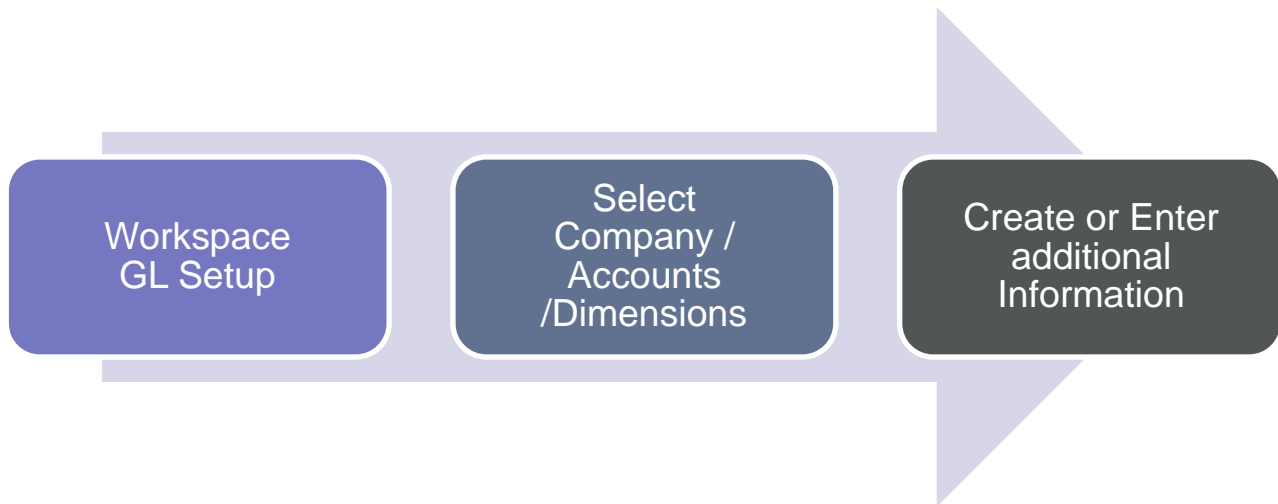 Workspace
GL Setup
Select
Company /
Accounts
/Dimensions
Create or Enter
additional
Information